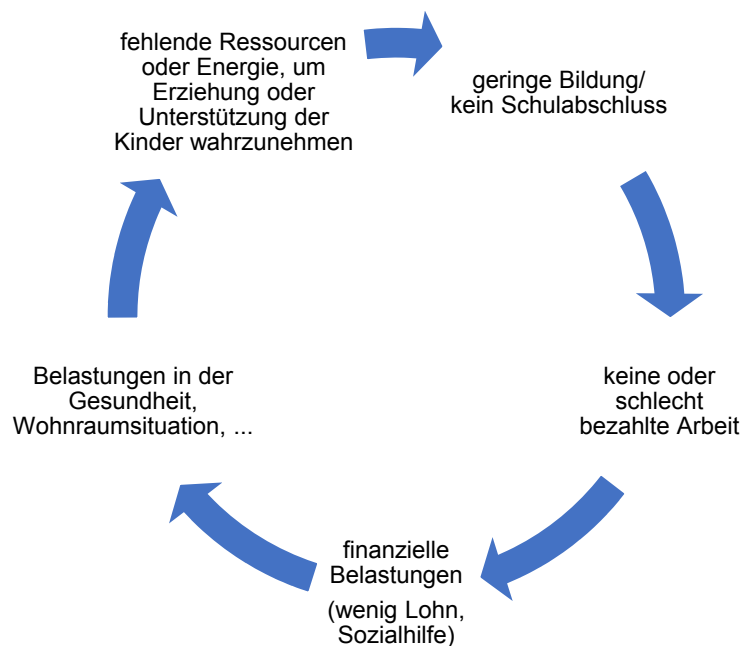 fehlende Ressourcen
oder Energie, um
Erziehung oder
Unterstützung der
Kinder wahrzunehmen
geringe Bildung/
kein Schulabschluss
keine oder
schlecht
bezahlte Arbeit
finanzielle
Belastungen
(wenig Lohn,
Sozialhilfe)
Belastungen in der
Gesundheit,
Wohnraumsituation, ...